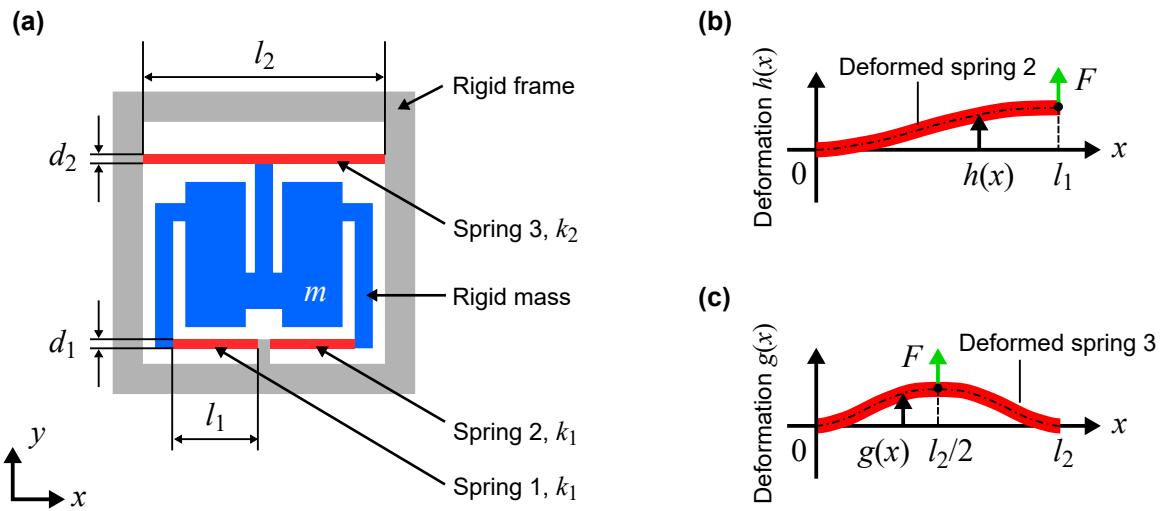 (a)
l2
Rigid frame
d2
Spring 3, k2
m
Rigid mass
d1
l1
Spring 2, k1
Spring 1, k1
y
x
(b)
Deformation h(x)
Deformed spring 2
F
0
h(x)
l1
x
(c)
Deformation g(x)
Deformed spring 3
F
0
g(x)
l2/2
l2
x